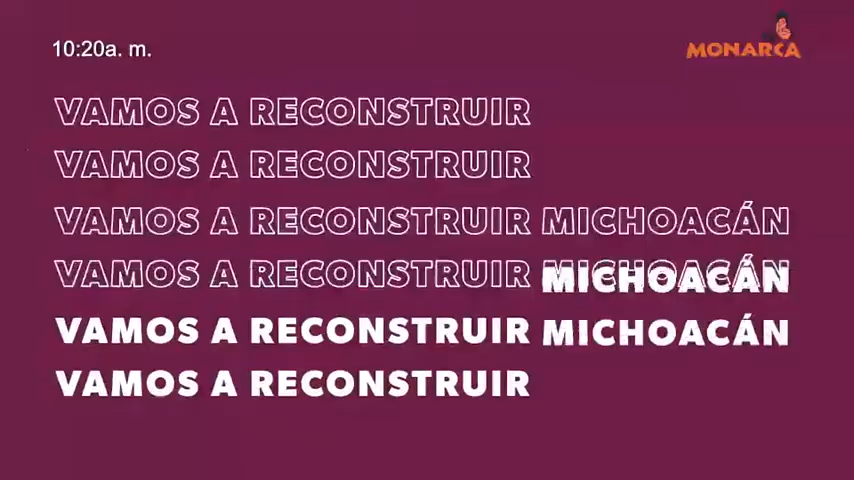 10:20a. m.
MONARCA
VAMOS A RECONSTRUIR
VAMOS A RECONSTRUIR
VAMOS A RECONSTRUIR MICHOACÁN
VAMOS A RECONSTRUIR MICHOACÁN
VAMOS A RECONSTRUIR MICHOACÁN
VAMOS A RECONSTRUIR